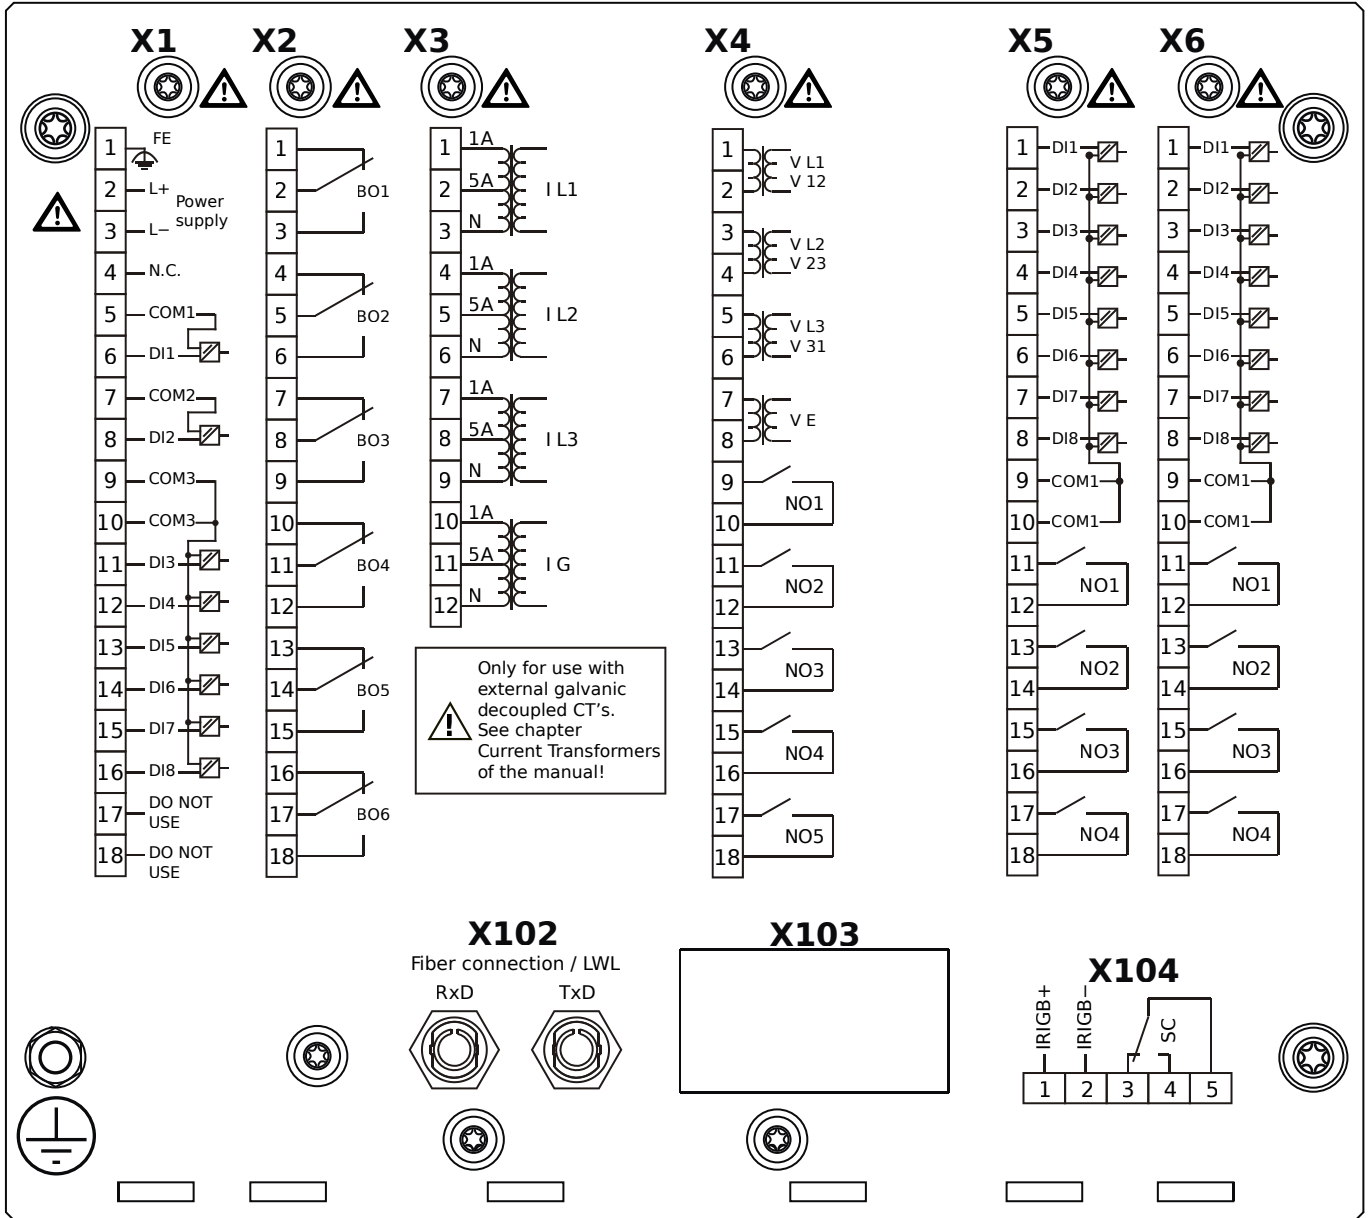 X1 X2 X3 X4 X5 X6
1 FE
2 L+ Power
3 L− supply
4 N.C.
5 COM1
6 DI1
7 COM2
8 DI2
9 COM3
10 COM3
11 DI3
12 DI4
13 DI5
14 DI6
15 DI7
16 DI8
17 DO NOT
USE
18 DO NOT
USE
1
2 BO1
3
4
5 BO2
6
7
8 BO3
9
10
11 BO4
12
13
14 BO5
15
16
17 BO6
18
1 1A
2 5A I L1
3 N
4 1A
5 5A I L2
6 N
7 1A
8 5A I L3
9 N
10 1A
11 5A I G
12 N
Only for use with
external galvanic
decoupled CT's.
See chapter
Current Transformers
of the manual!
1 V L1
2 V 12
3 V L2
4 V 23
5 V L3
6 V 31
7 V E
8
9 NO1
10
11 NO2
12
13 NO3
14
15 NO4
16
17 NO5
18
1 DI1
2 DI2
3 DI3
4 DI4
5 DI5
6 DI6
7 DI7
8 DI8
9 COM1
10 COM1
11 NO1
12
13 NO2
14
15 NO3
16
17 NO4
18
1 DI1
2 DI2
3 DI3
4 DI4
5 DI5
6 DI6
7 DI7
8 DI8
9 COM1
10 COM1
11 NO1
12
13 NO2
14
15 NO3
16
17 NO4
18
X102
Fiber connection / LWL
RxD TxD
X103
X104
IRIGB+ IRIGB− SC
1 2 3 4 5